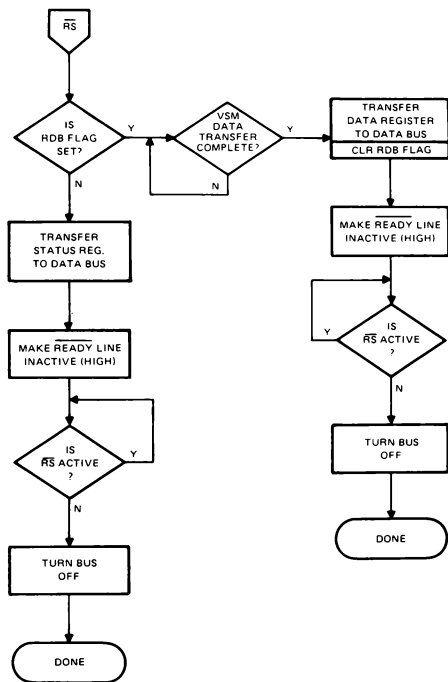 RS
IS
RDB FLAG
SET?
Y
N
VSM
DATA
TRANSFER
COMPLETE?
Y
N
TRANSFER
DATA REGISTER
TO DATA BUS
CLR RDB FLAG
MAKE READY LINE
INACTIVE (HIGH)
IS
RS ACTIVE
?
Y
N
TURN BUS
OFF
DONE
TRANSFER
STATUS REG.
TO DATA BUS
MAKE READY LINE
INACTIVE (HIGH)
IS
RS ACTIVE
?
Y
N
TURN BUS
OFF
DONE